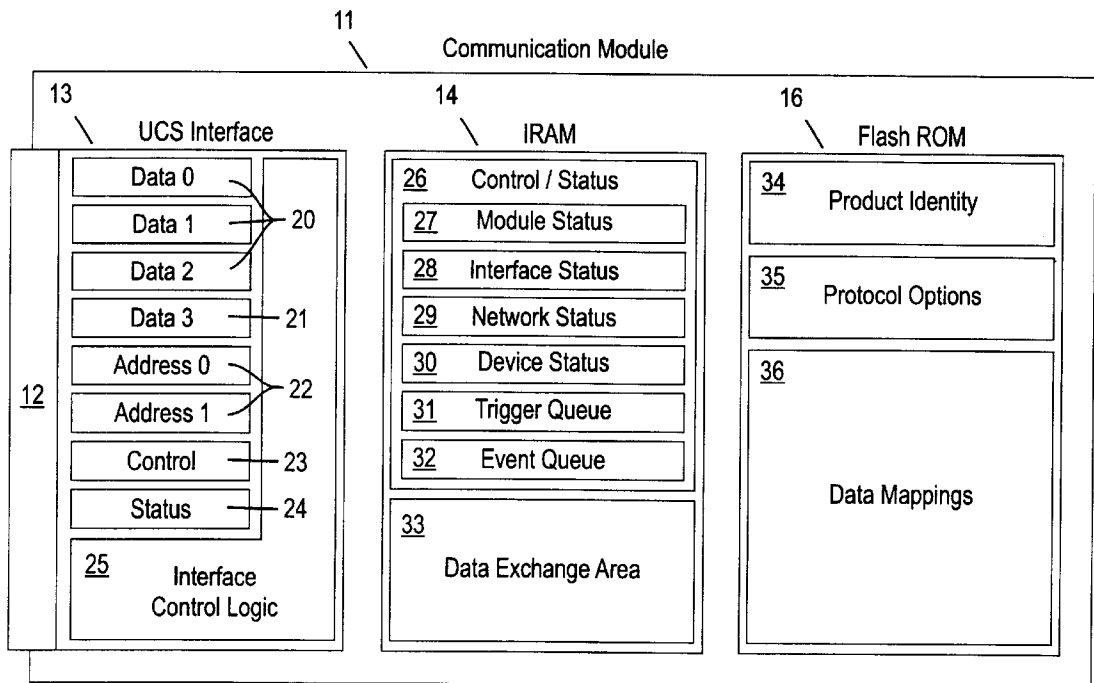 11
Communication Module
13
UCS Interface
14
IRAM
16
Flash ROM
12
Data 0
Data 1
Data 2
20
Data 3
21
Address 0
Address 1
22
Control
23
Status
24
25
Interface
Control Logic
26 Control / Status
27 Module Status
28 Interface Status
29 Network Status
30 Device Status
31 Trigger Queue
32 Event Queue
33
Data Exchange Area
34
Product Identity
35
Protocol Options
36
Data Mappings